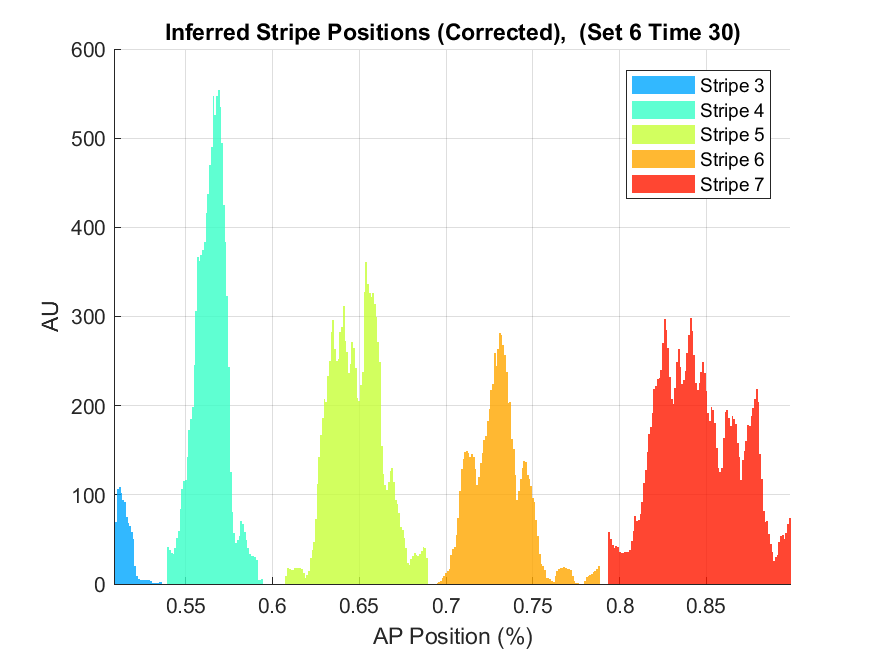 Inferred Stripe Positions (Corrected),  (Set 6 Time 30)
600
500
400
300
200
100
0
AU
Stripe 3
Stripe 4
Stripe 5
Stripe 6
Stripe 7
0.55 0.6 0.65 0.7 0.75 0.8 0.85
AP Position (%)